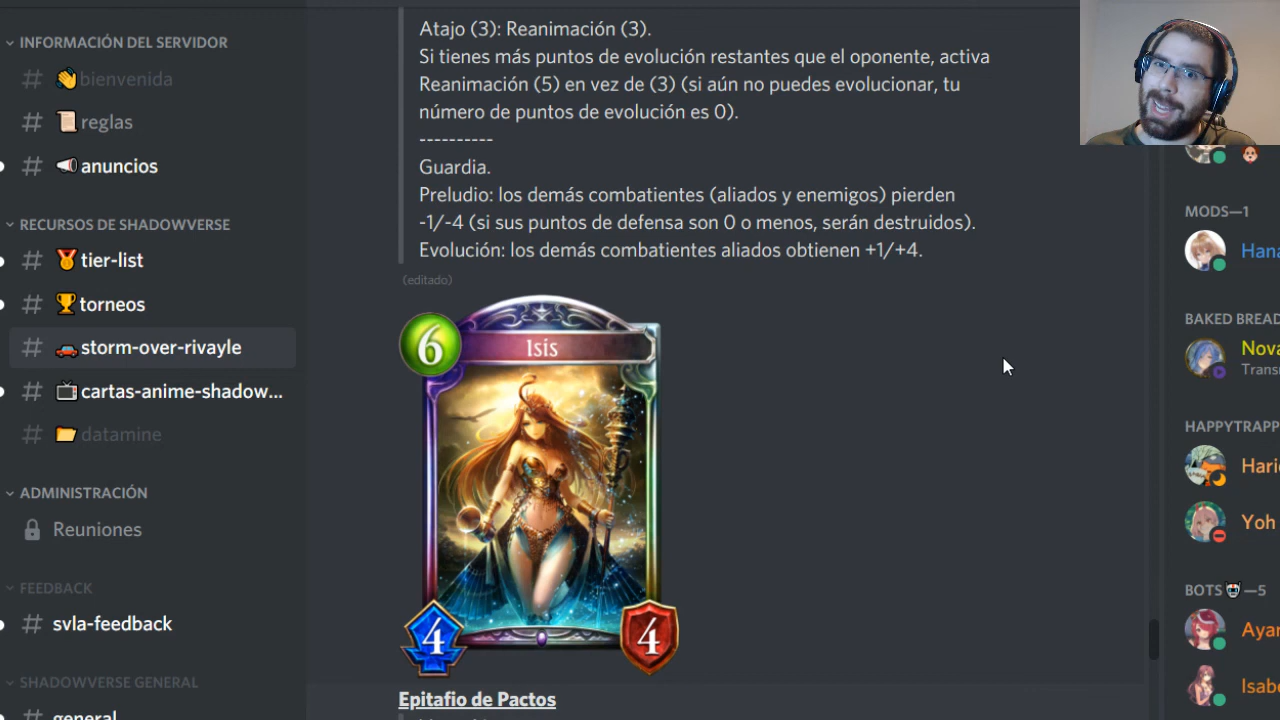 INFORMACIÓN DEL SERVIDOR
# bienvenida
# reglas
# anuncios
RECURSOS DE SHADOWVERSE
# tier-list
# torneos
# storm-over-rivayle
# cartas-anime-shadow...
# datamine
ADMINISTRACIÓN
Reuniones
FEEDBACK
# svla-feedback
SHADOWVERSE GENERAL
# general
Atajo (3): Reanimación (3).
Si tienes más puntos de evolución restantes que el oponente, activa
Reanimación (5) en vez de (3) (si aún no puedes evolucionar, tu
número de puntos de evolución es 0).
----------
Guardia.
Preludio: los demás combatientes (aliados y enemigos) pierden
-1/-4 (si sus puntos de defensa son 0 o menos, serán destruidos).
Evolución: los demás combatientes aliados obtienen +1/+4.
(editado)
6
Isis
4
4
Epitafio de Pactos
MODS—1
Hana
BAKED BREAD
Nova
Trans
HAPPYTRAPP
Hari
Yoh
BOTS —5
Ayar
Isabe